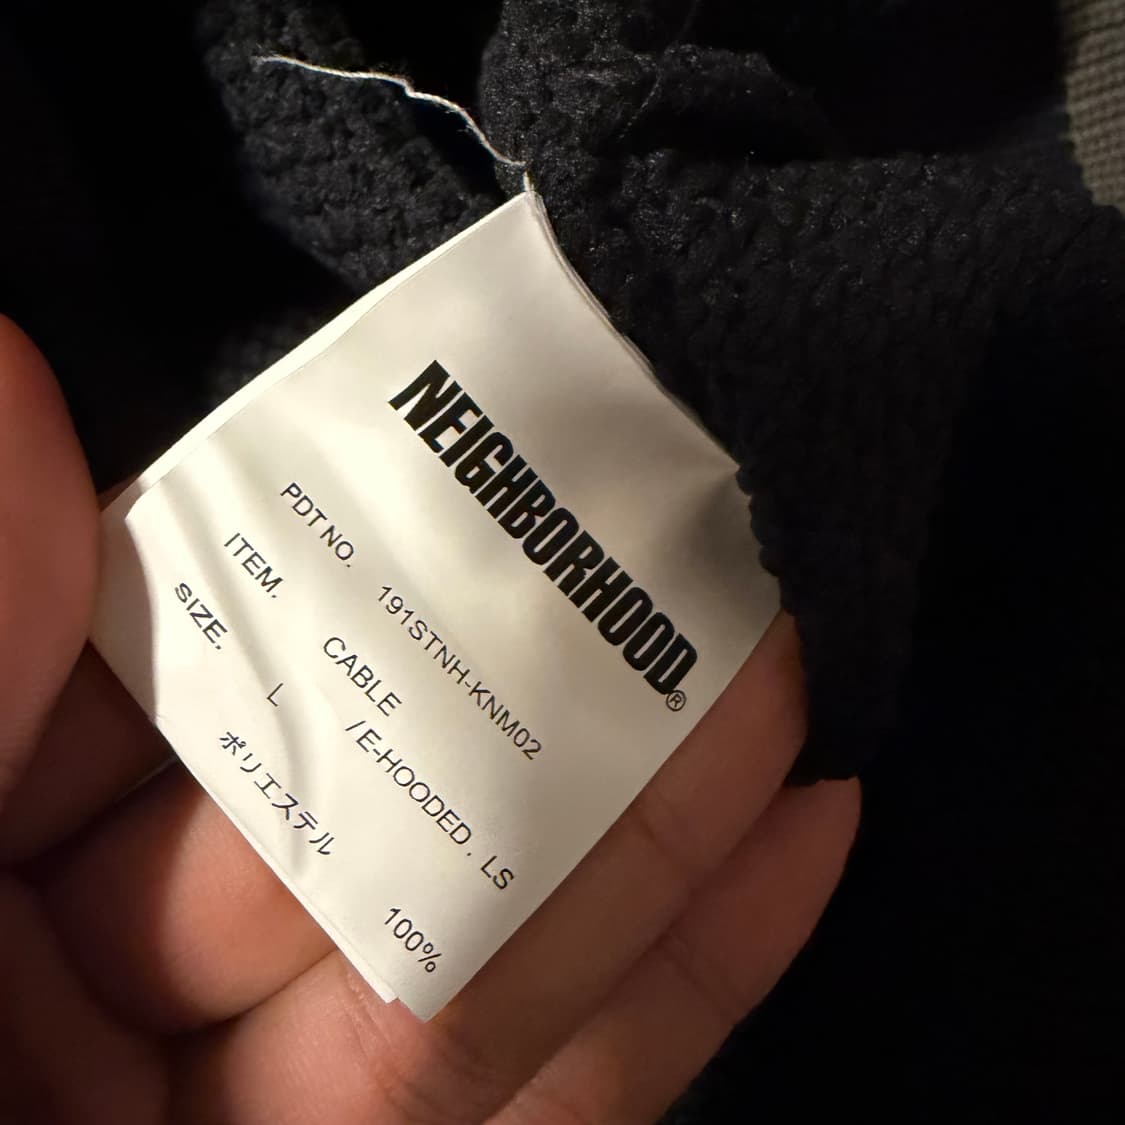 NEIGHBORHOOD®
PDT NO. 191STNH-KNM02
ITEM. CABLE
/E-HOODED . LS
SIZE. L
ポリエステル 100%